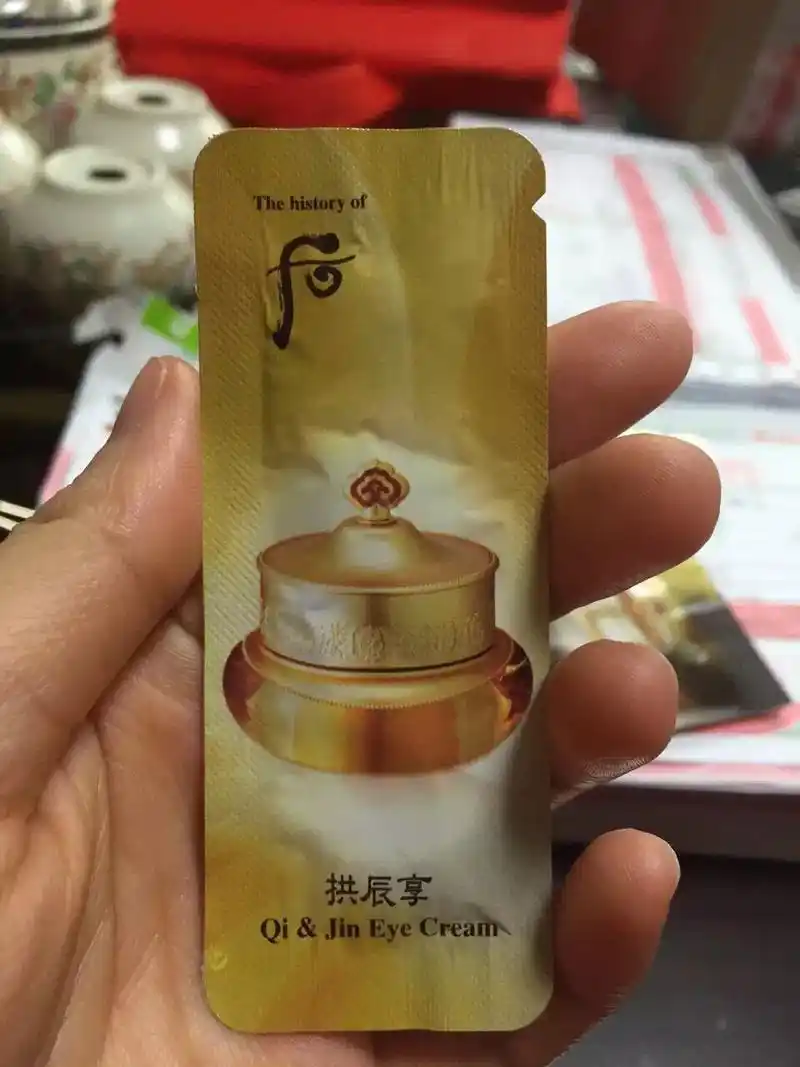 The history of
后
拱辰享
Qi & Jin Eye Cream